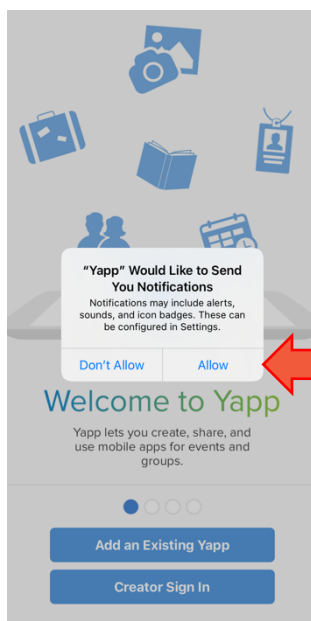 "Yapp" Would Like to Send
You Notifications
Notifications may include alerts,
sounds, and icon badges. These can
be configured in Settings.
Don't Allow
Allow
Welcome to Yapp
Yapp lets you create, share, and
use mobile apps for events and
groups.
Add an Existing Yapp
Creator Sign In